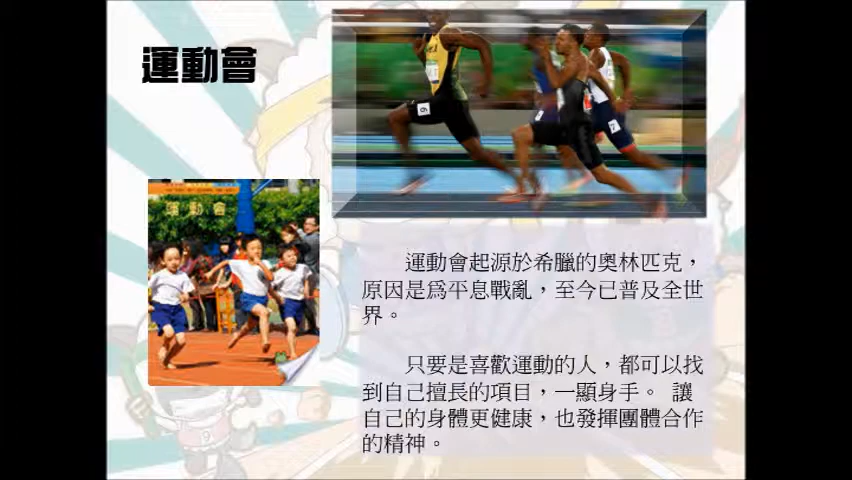 運動會
運動會
6
7
運動會起源於希臘的奧林匹克，
原因是爲平息戰亂，至今已普及全世
界。
只要是喜歡運動的人，都可以找
到自己擅長的項目，一顯身手。 讓
自己的身體更健康，也發揮團體合作
的精神。